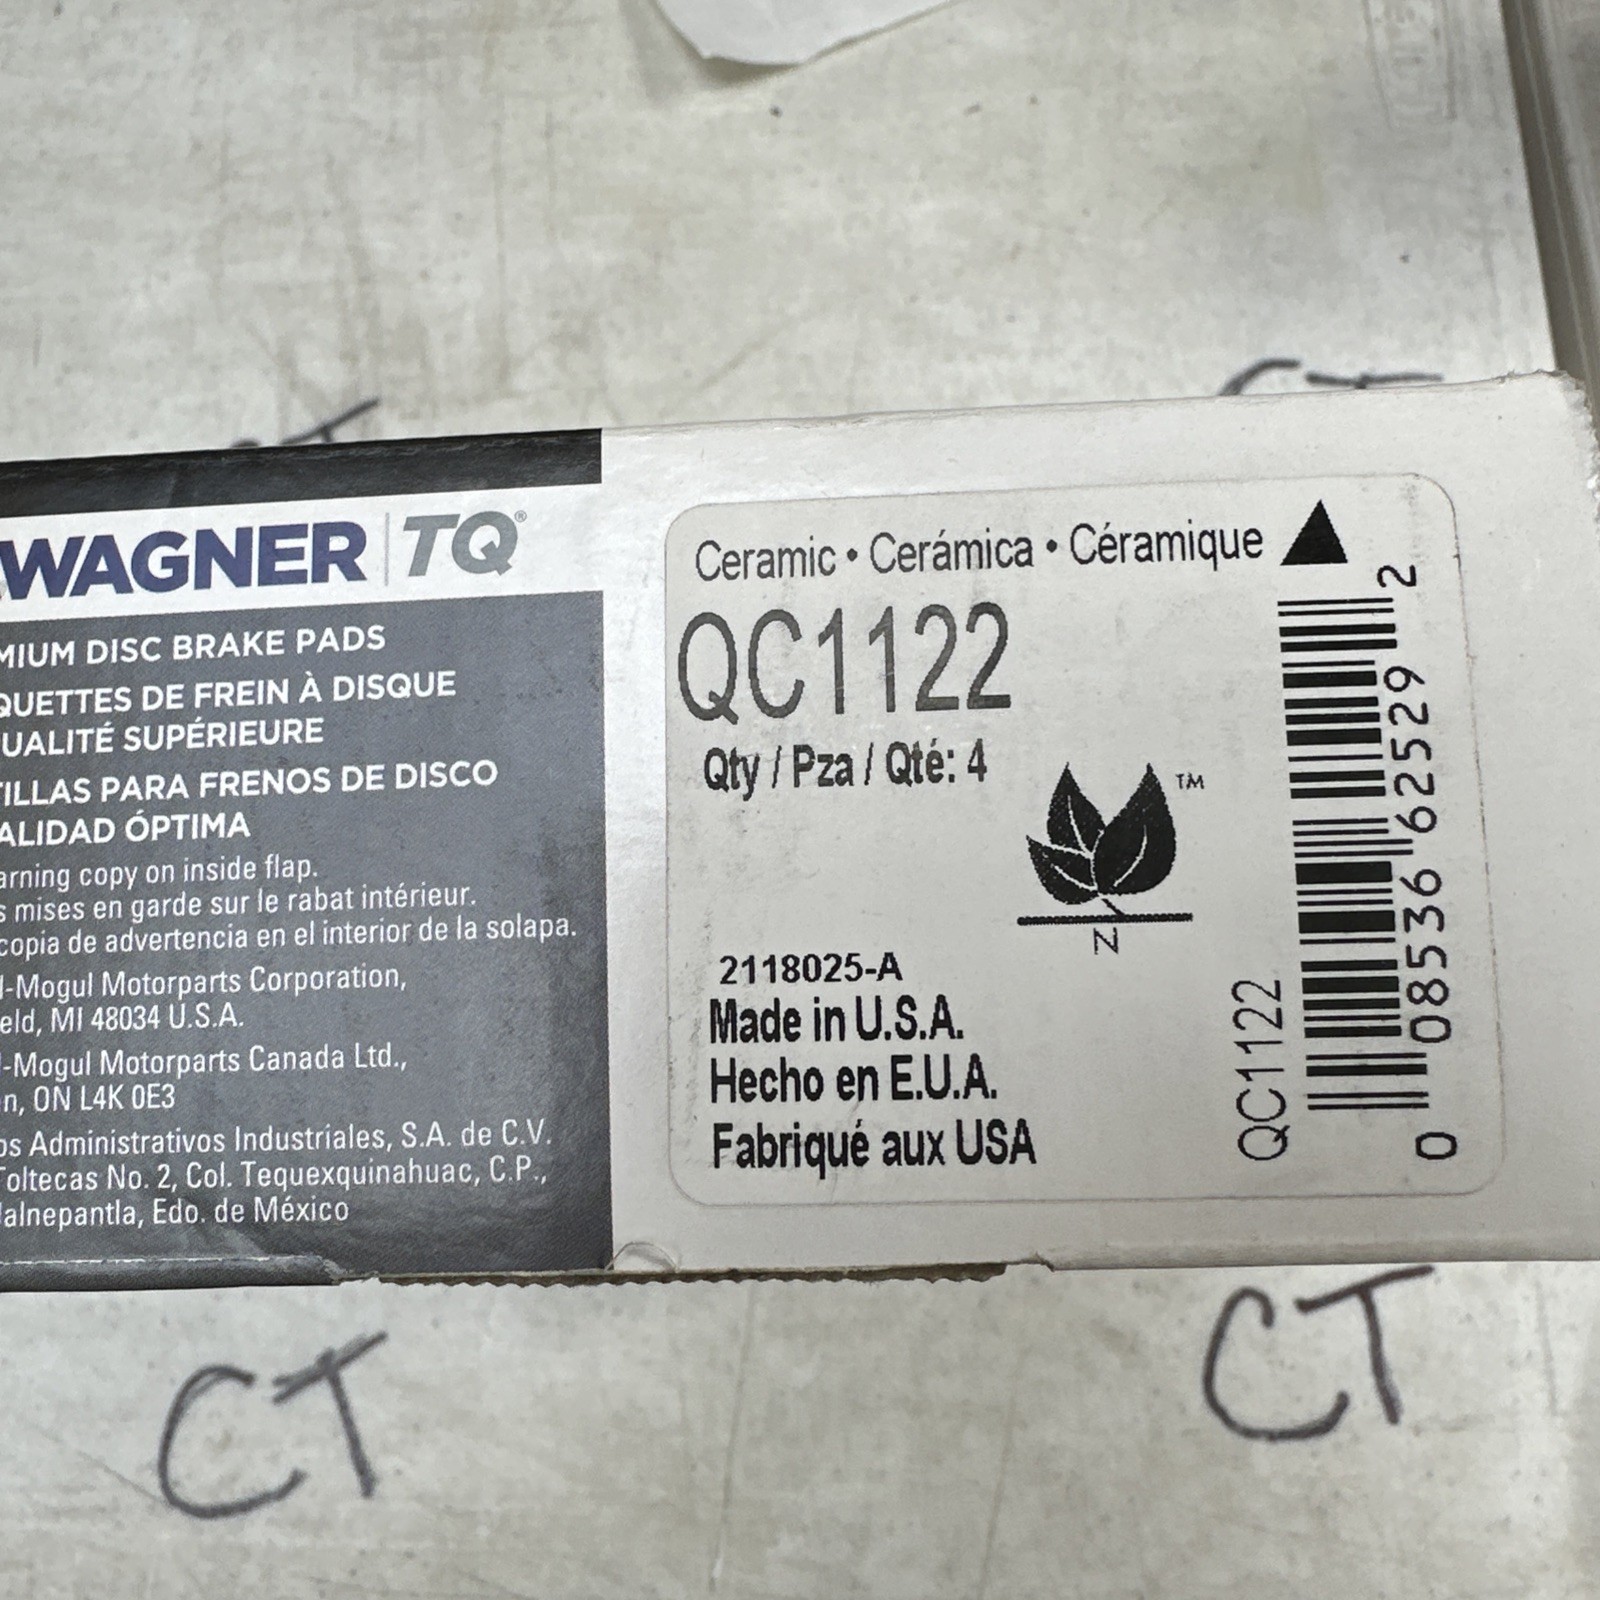 CT
WAGNER TQ®
MIUM DISC BRAKE PADS
QUETTES DE FREIN À DISQUE
UALITÉ SUPÉRIEURE
TILLAS PARA FRENOS DE DISCO
ALIDAD ÓPTIMA
arning copy on inside flap.
s mises en garde sur le rabat intérieur.
copia de advertencia en el interior de la solapa.
l-Mogul Motorparts Corporation,
eld, MI 48034 U.S.A.
l-Mogul Motorparts Canada Ltd.,
n, ON L4K 0E3
os Administrativos Industriales, S.A. de C.V.
Toltecas No. 2, Col. Tequexquinahuac, C.P.,
alnepantla, Edo. de México
Ceramic • Cerámica • Céramique
QC1122
Qty / Pza / Qté: 4
TM
N
2118025-A
Made in U.S.A.
Hecho en E.U.A.
Fabriqué aux USA
QC1122
0 08536 62529 2
CT
CT